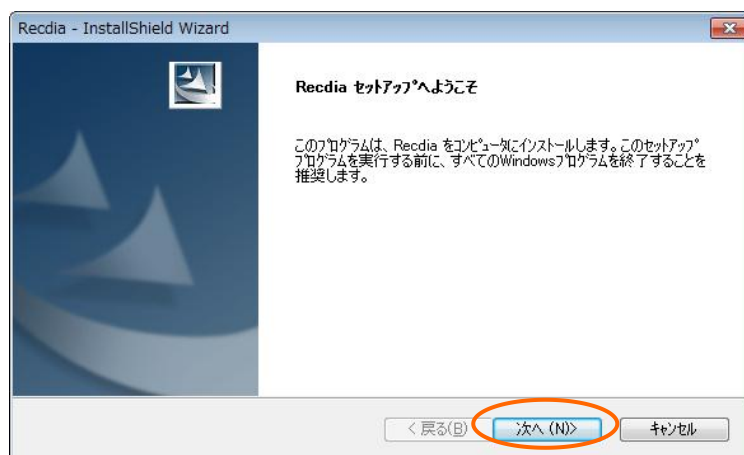 Recdia - InstallShield Wizard
Recdia ｾｯﾄｱｯﾌﾟへようこそ
このﾌﾟﾛｸﾞﾗﾑは、Recdia をｺﾝﾋﾟｭｰﾀにｲﾝｽﾄｰﾙします。このｾｯﾄｱｯﾌﾟ
ﾌﾟﾛｸﾞﾗﾑを実行する前に、すべてのWindowsﾌﾟﾛｸﾞﾗﾑを終了することを
推奨します。
< 戻る(B)
次へ (N)>
ｷｬﾝｾﾙ